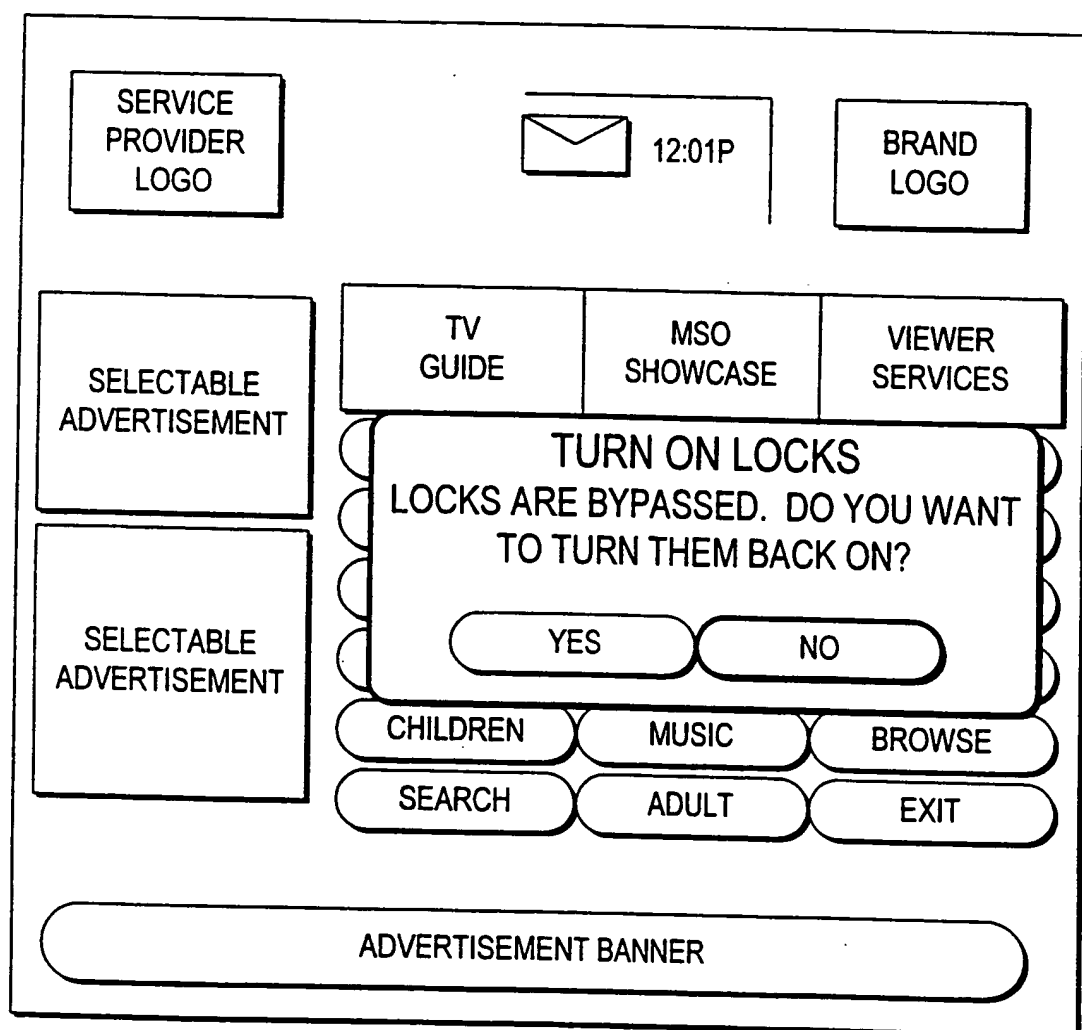 SERVICE
PROVIDER
LOGO
12:01P
BRAND
LOGO
SELECTABLE
ADVERTISEMENT
SELECTABLE
ADVERTISEMENT
TV
GUIDE
MSO
SHOWCASE
VIEWER
SERVICES
TURN ON LOCKS
LOCKS ARE BYPASSED. DO YOU WANT
TO TURN THEM BACK ON?
YES
NO
CHILDREN
MUSIC
BROWSE
SEARCH
ADULT
EXIT
ADVERTISEMENT BANNER